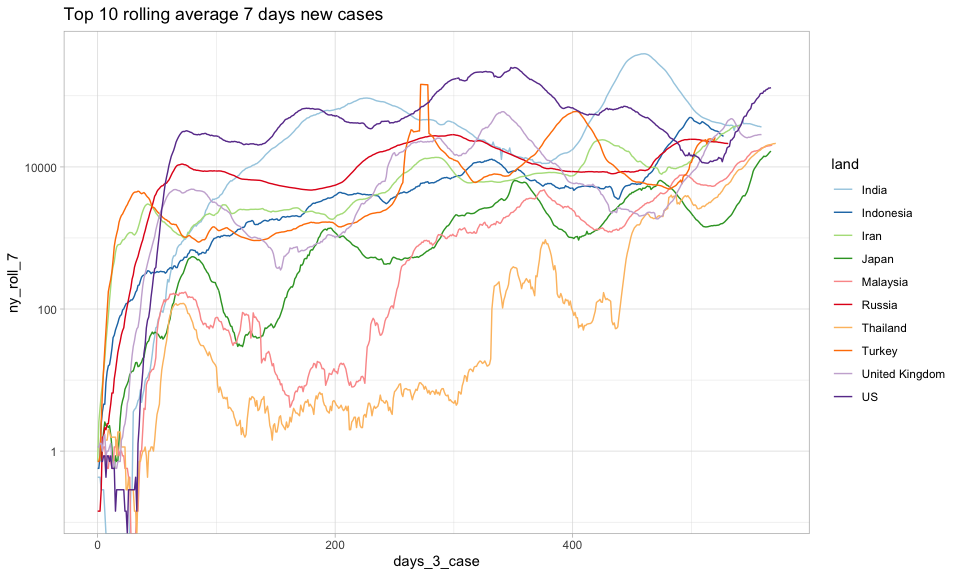 Top 10 rolling average 7 days new cases
ny_roll_7
10000
100
1
0
200
400
days_3_case
land
India
Indonesia
Iran
Japan
Malaysia
Russia
Thailand
Turkey
United Kingdom
US